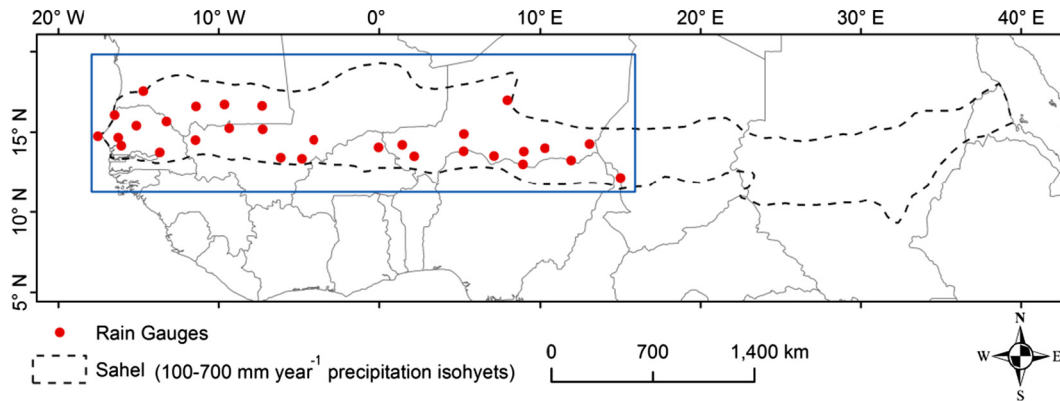 20° W 10° W 0° 10° E 20° E 30° E 40° E
15° N
10° N
5° N
Rain Gauges
Sahel (100-700 mm year⁻¹ precipitation isohyets)
0 700 1,400 km
N
W E
S